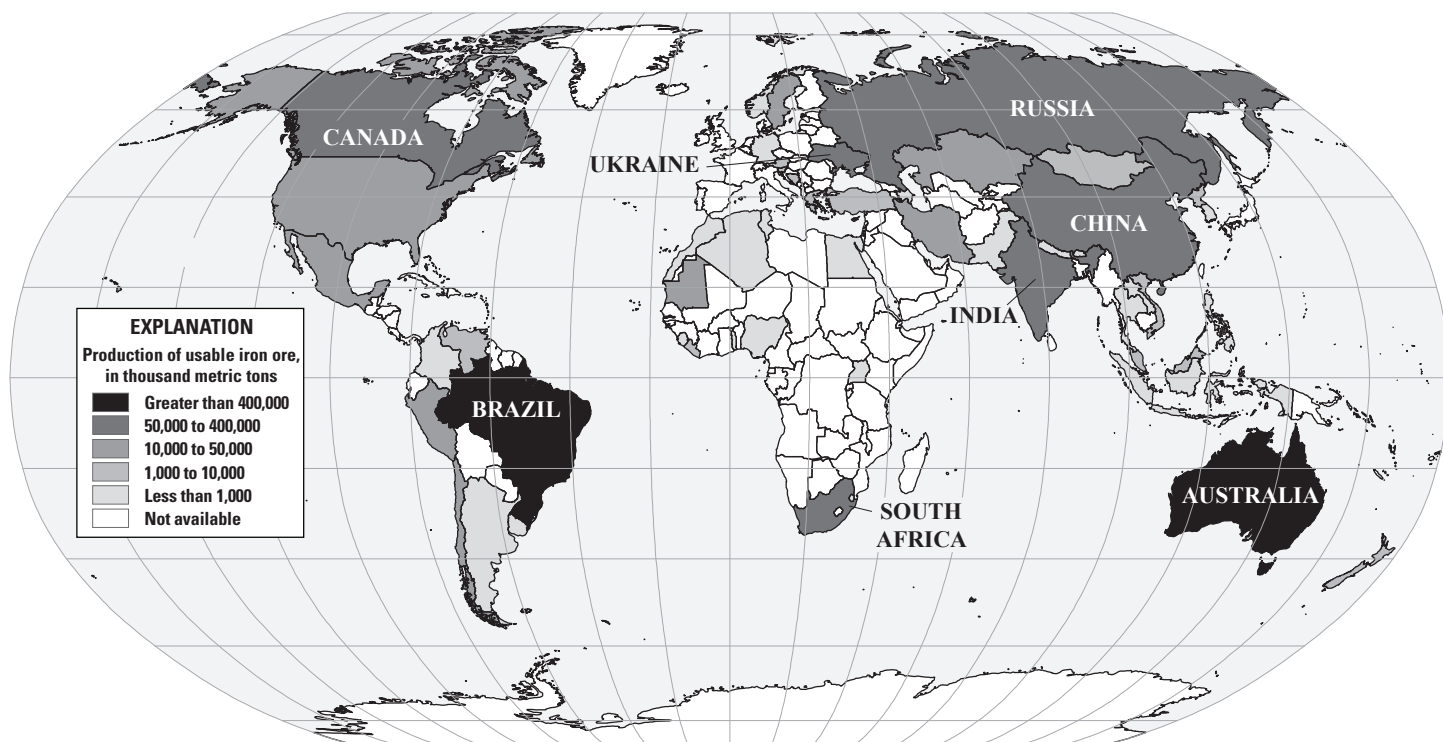 RUSSIA
CANADA
UKRAINE
CHINA
INDIA
EXPLANATION
Production of usable iron ore,
in thousand metric tons
Greater than 400,000
50,000 to 400,000
10,000 to 50,000
1,000 to 10,000
Less than 1,000
Not available
BRAZIL
AUSTRALIA
SOUTH
AFRICA